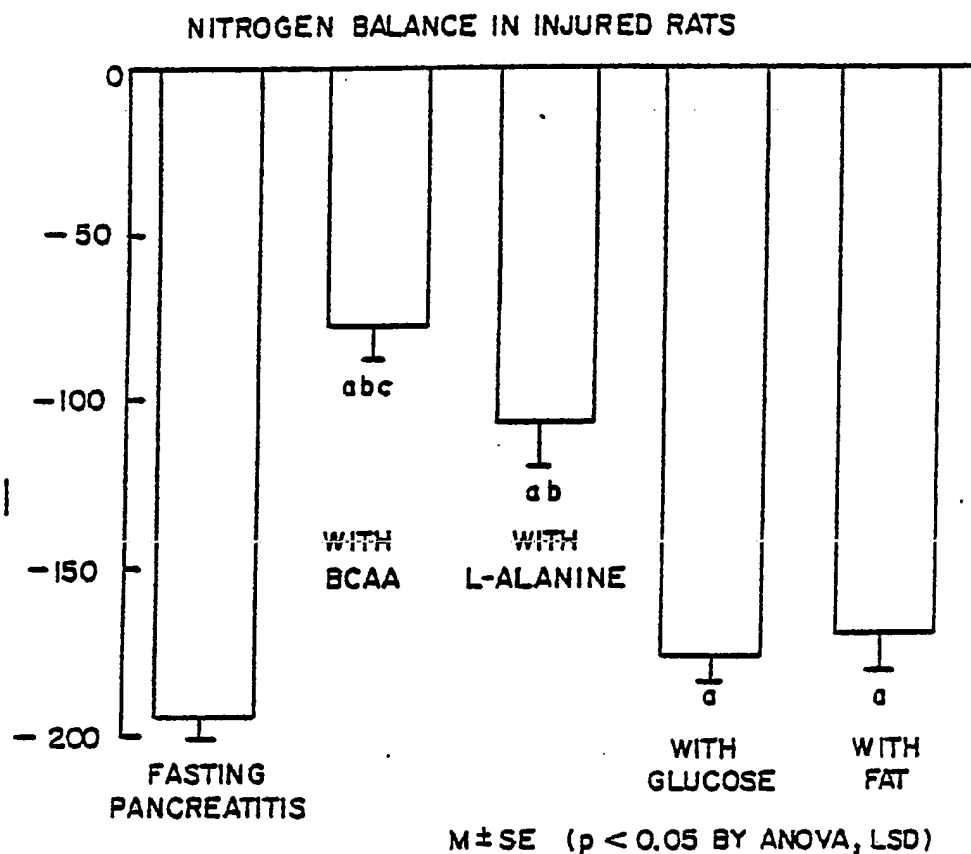 NITROGEN BALANCE IN INJURED RATS
0
-50
-100
-150
-200
FASTING
PANCREATITIS
abc
WITH
BCAA
ab
WITH
L-ALANINE
a
WITH
GLUCOSE
a
WITH
FAT
M±SE (p < 0.05 BY ANOVA, LSD)